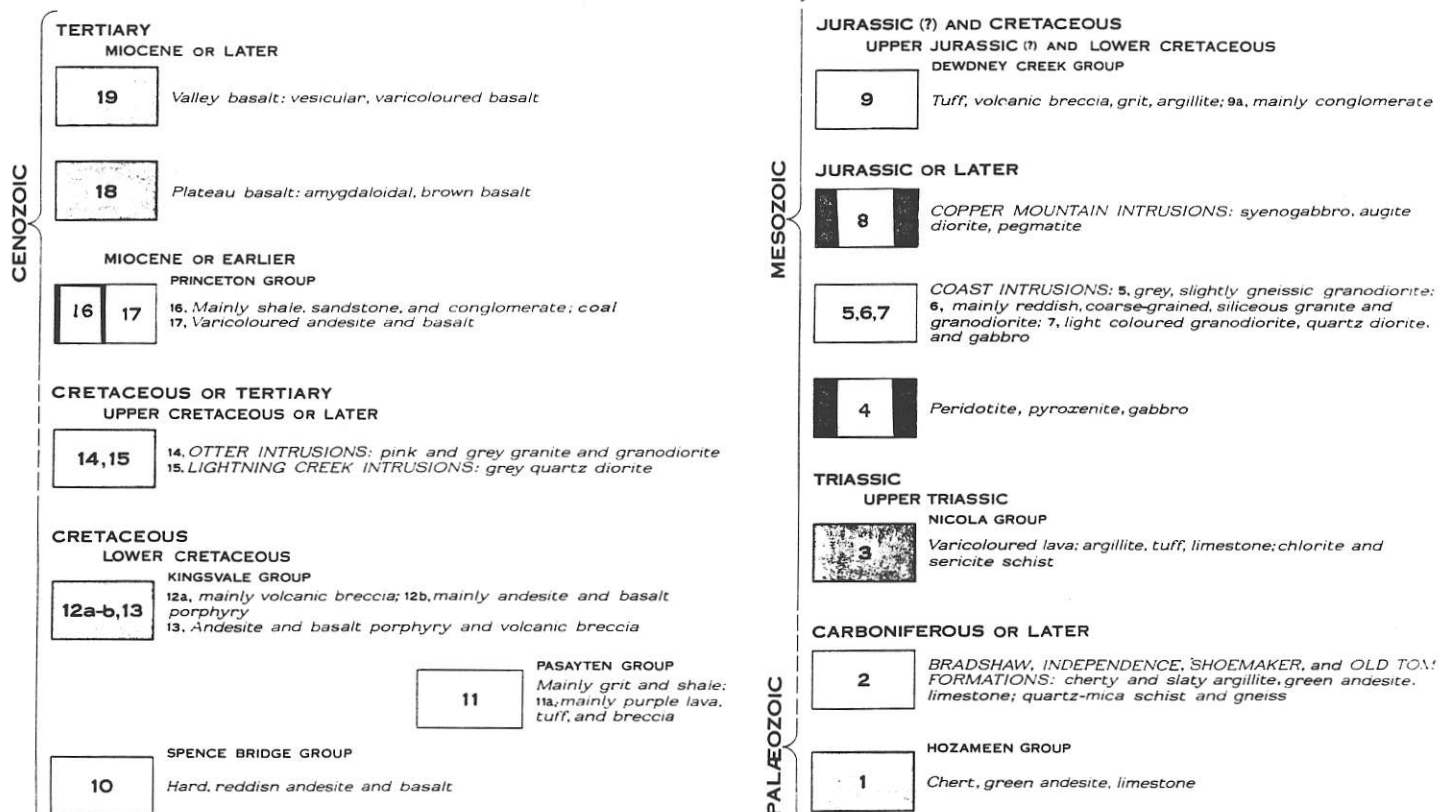 CENOZOIC
TERTIARY
MIOCENE OR LATER
19
Valley basalt: vesicular, varicoloured basalt
18
Plateau basalt: amygdaloidal, brown basalt
MIOCENE OR EARLIER
PRINCETON GROUP
16 17
16, Mainly shale, sandstone, and conglomerate; coal
17, Varicoloured andesite and basalt
CRETACEOUS OR TERTIARY
UPPER CRETACEOUS OR LATER
14,15
14, OTTER INTRUSIONS: pink and grey granite and granodiorite
15, LIGHTNING CREEK INTRUSIONS: grey quartz diorite
CRETACEOUS
LOWER CRETACEOUS
KINGSVALE GROUP
12a-b,13
12a, mainly volcanic breccia; 12b, mainly andesite and basalt
porphyry
13, Andesite and basalt porphyry and volcanic breccia
PASAYTEN GROUP
11
Mainly grit and shale;
11a, mainly purple lava,
tuff, and breccia
SPENCE BRIDGE GROUP
10
Hard, reddish andesite and basalt
MESOZOIC
JURASSIC (?) AND CRETACEOUS
UPPER JURASSIC (?) AND LOWER CRETACEOUS
DEWDNEY CREEK GROUP
9
Tuff, volcanic breccia, grit, argillite; 9a, mainly conglomerate
JURASSIC OR LATER
8
COPPER MOUNTAIN INTRUSIONS: syenogabbro, augite
diorite, pegmatite
5,6,7
COAST INTRUSIONS: 5, grey, slightly gneissic granodiorite;
6, mainly reddish, coarse-grained, siliceous granite and
granodiorite; 7, light coloured granodiorite, quartz diorite,
and gabbro
4
Peridotite, pyroxenite, gabbro
TRIASSIC
UPPER TRIASSIC
NICOLA GROUP
3
Varicoloured lava; argillite, tuff, limestone; chlorite and
sericite schist
PALÆOZOIC
CARBONIFEROUS OR LATER
2
BRADSHAW, INDEPENDENCE, SHOEMAKER, and OLD TOM
FORMATIONS: cherty and slaty argillite, green andesite,
limestone; quartz-mica schist and gneiss
HOZAMEEN GROUP
1
Chert, green andesite, limestone